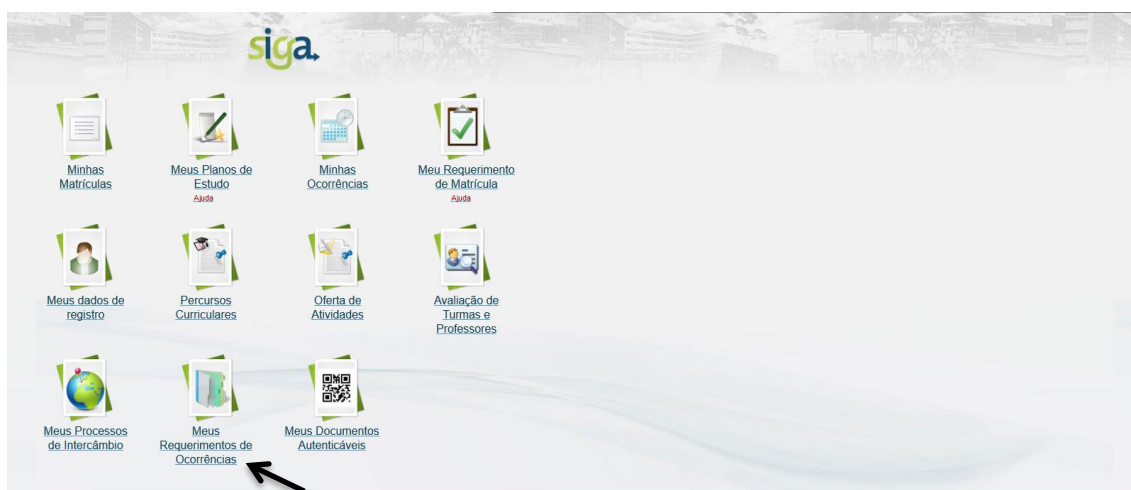 siga
Minhas
Matrículas
Meus Planos de
Estudo
Ajuda
Minhas
Ocorrências
Meu Requerimento
de Matrícula
Ajuda
Meus dados de
registro
Percursos
Curriculares
Oferta de
Atividades
Avaliação de
Turmas e
Professores
Meus Processos
de Intercâmbio
Meus
Requerimentos de
Ocorrências
Meus Documentos
Autenticáveis